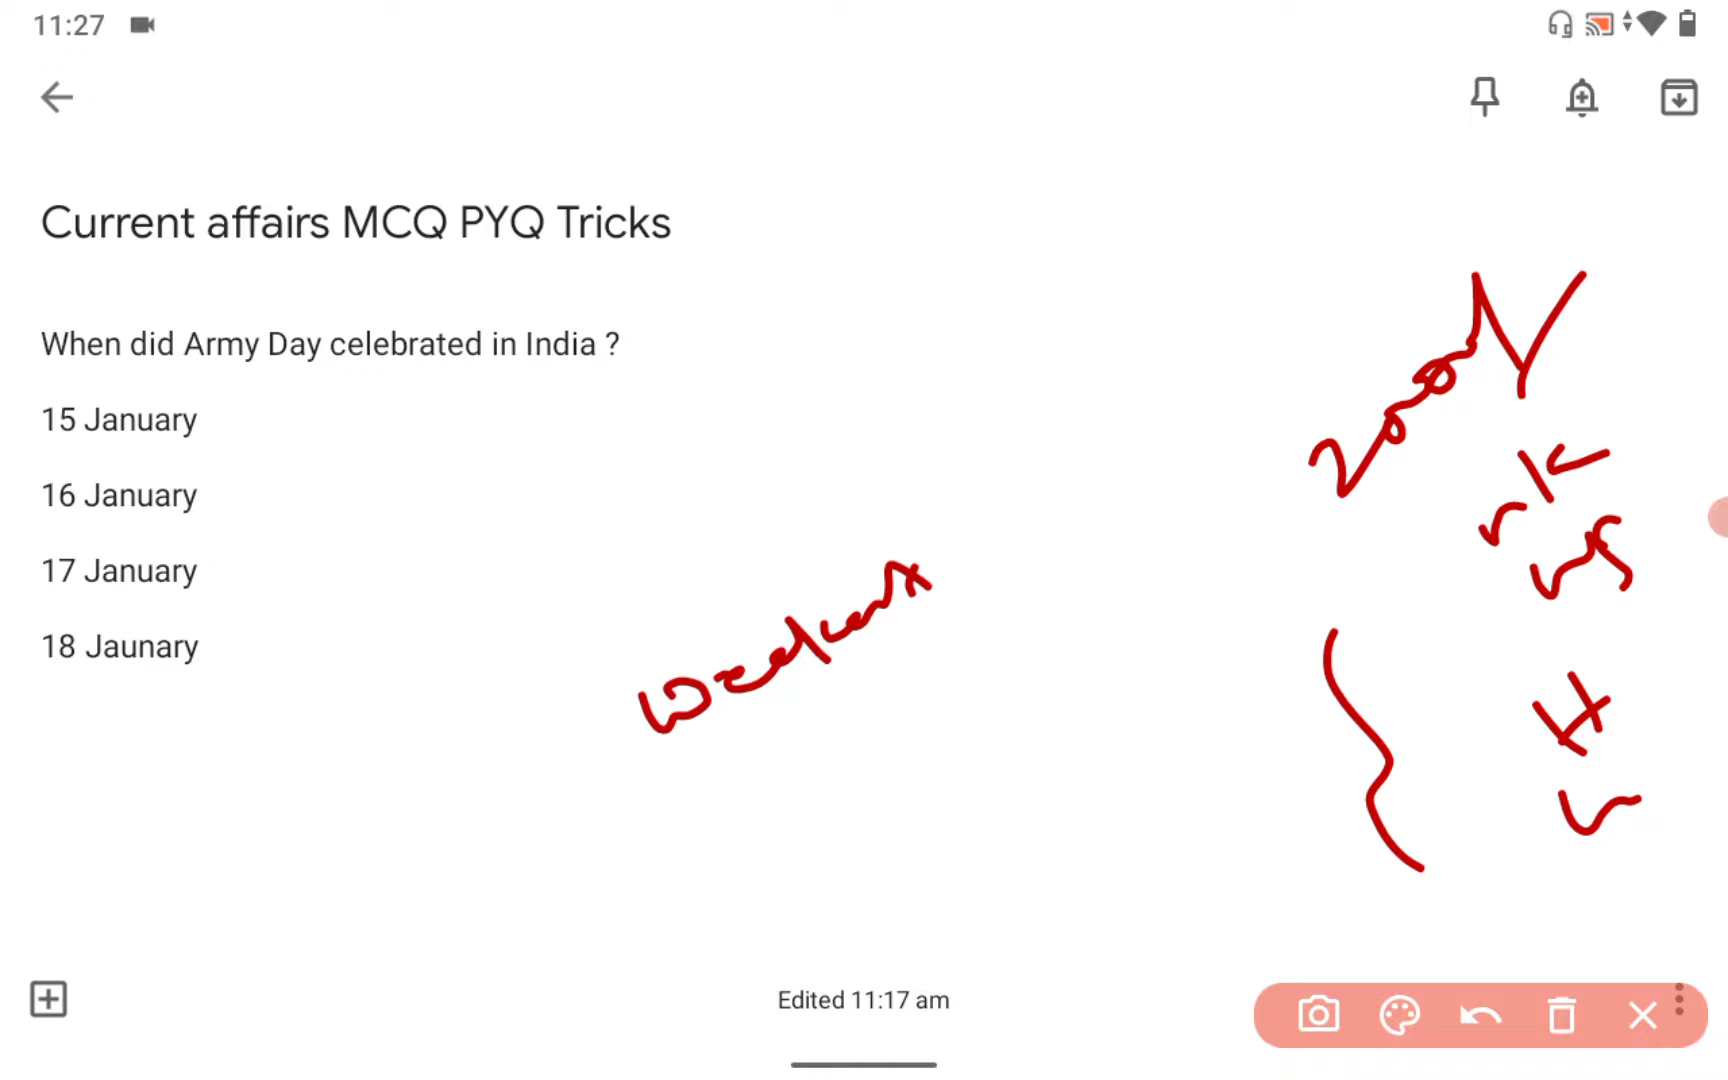 11:27
Current affairs MCQ PYQ Tricks
When did Army Day celebrated in India ?
15 January
16 January
17 January
18 Jaunary
Edited 11:17 am